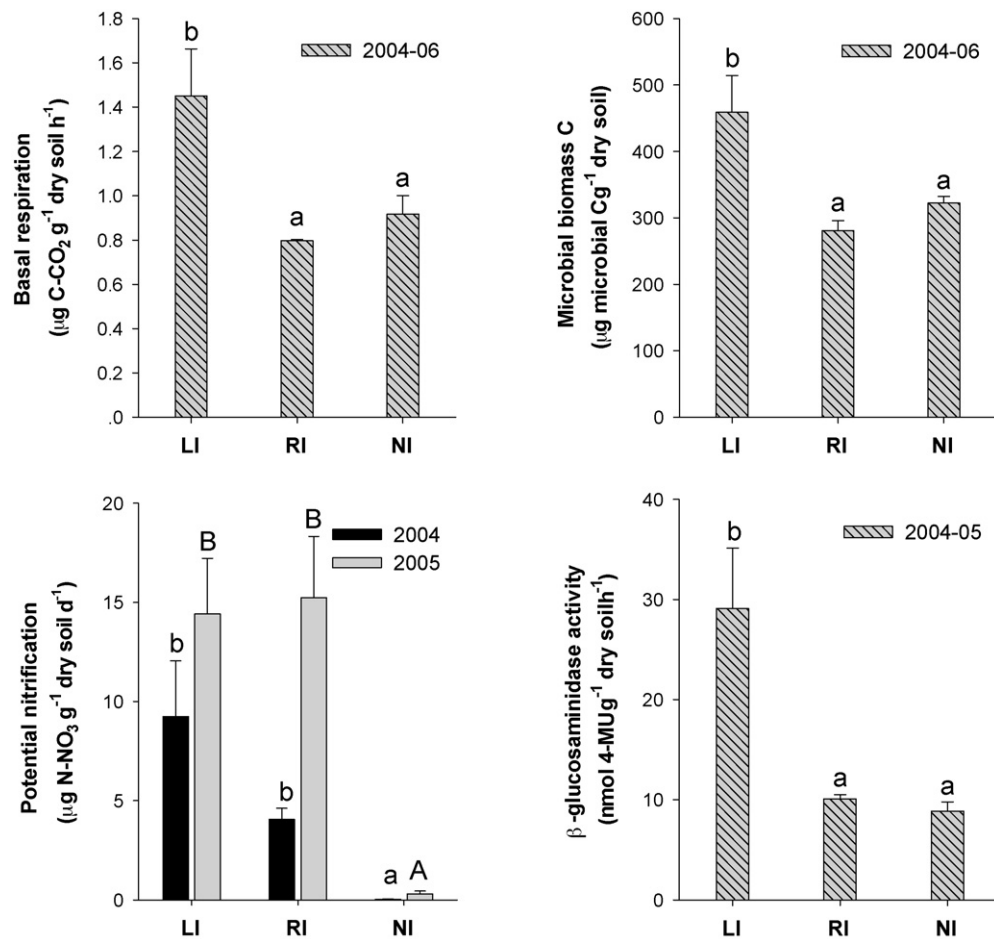 1.8
1.6
1.4
1.2
1.0
0.8
0.6
0.4
0.2
.0
Basal respiration
(µg C-CO₂ g⁻¹ dry soil h⁻¹)
2004-06
b
a
a
LI RI NI
600
500
400
300
200
100
0
Microbial biomass C
(µg microbial Cg⁻¹ dry soil)
2004-06
b
a
a
LI RI NI
20
15
10
5
0
Potential nitrification
(µg N-NO₃ g⁻¹ dry soil d⁻¹)
2004
2005
b B
b B
a A
LI RI NI
40
30
20
10
0
β -glucosaminidase activity
(nmol 4-MUg⁻¹ dry soilh⁻¹)
2004-05
b
a
a
LI RI NI